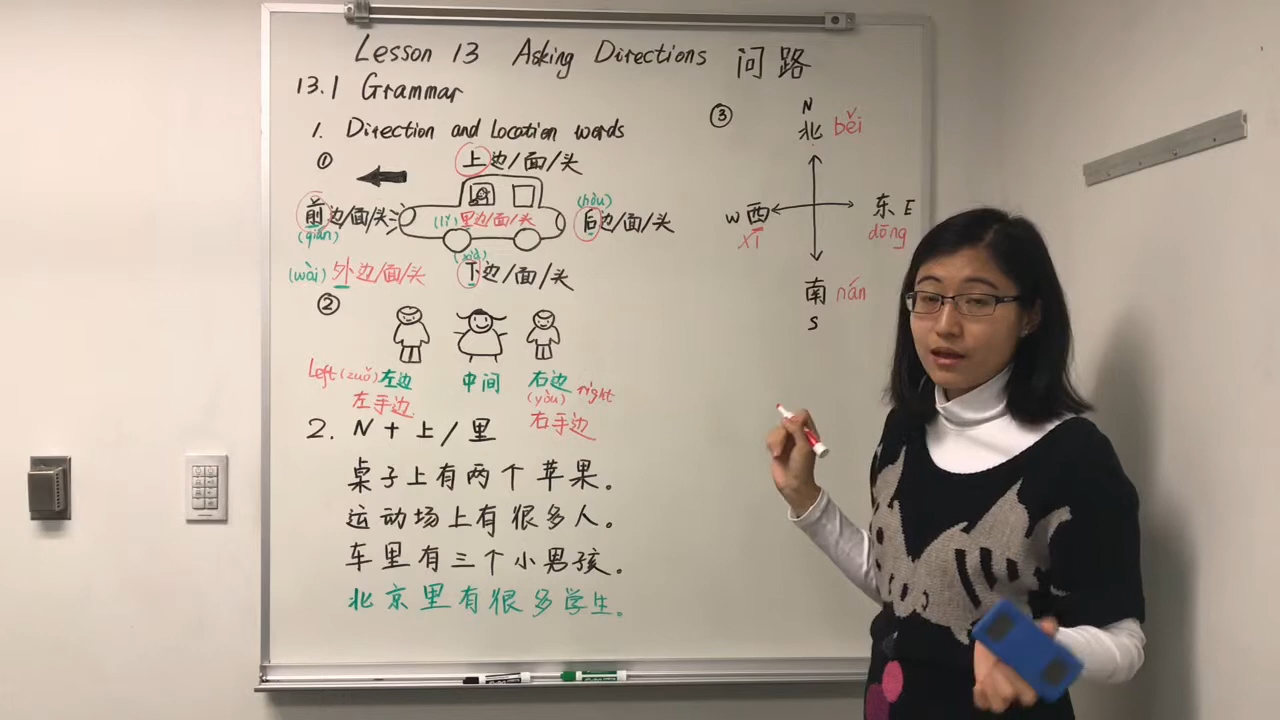 Lesson 13 Asking Directions 问路
13.1 Grammar
1. Direction and Location words
①
上边/面/头
前边/面/头
(qián)
(lǐ) 里边/面/头
(hòu)
后边/面/头
(wài) 外边/面/头
(xià)
下边/面/头
②
Left (zuǒ) 左边
左手边
中间
右边 right
(yòu)
右手边
2. N + 上/里
桌子上有两个苹果。
运动场上有很多人。
车里有三个小男孩。
北京里有很多学生。
③
N
北 běi
W 西
xī
东 E
dōng
南 nán
S